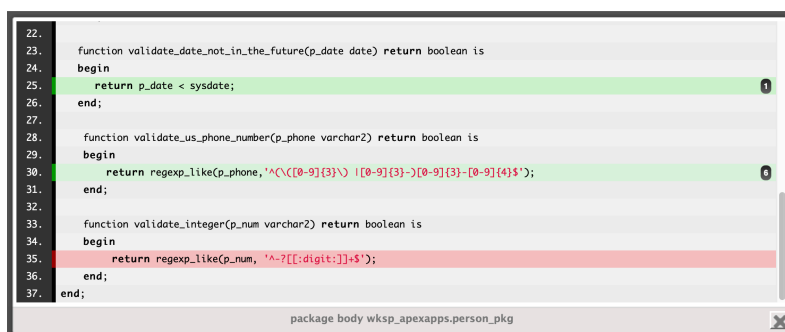 22.
23. function validate_date_not_in_the_future(p_date date) return boolean is
24. begin
25. return p_date < sysdate; 1
26. end;
27.
28. function validate_us_phone_number(p_phone varchar2) return boolean is
29. begin
30. return regexp_like(p_phone,'^(\([0-9]{3}\) |[0-9]{3}-)[0-9]{3}-[0-9]{4}$'); 6
31. end;
32.
33. function validate_integer(p_num varchar2) return boolean is
34. begin
35. return regexp_like(p_num, '^-?[[:digit:]]+$');
36. end;
37. end;
package body wksp_apexapps.person_pkg